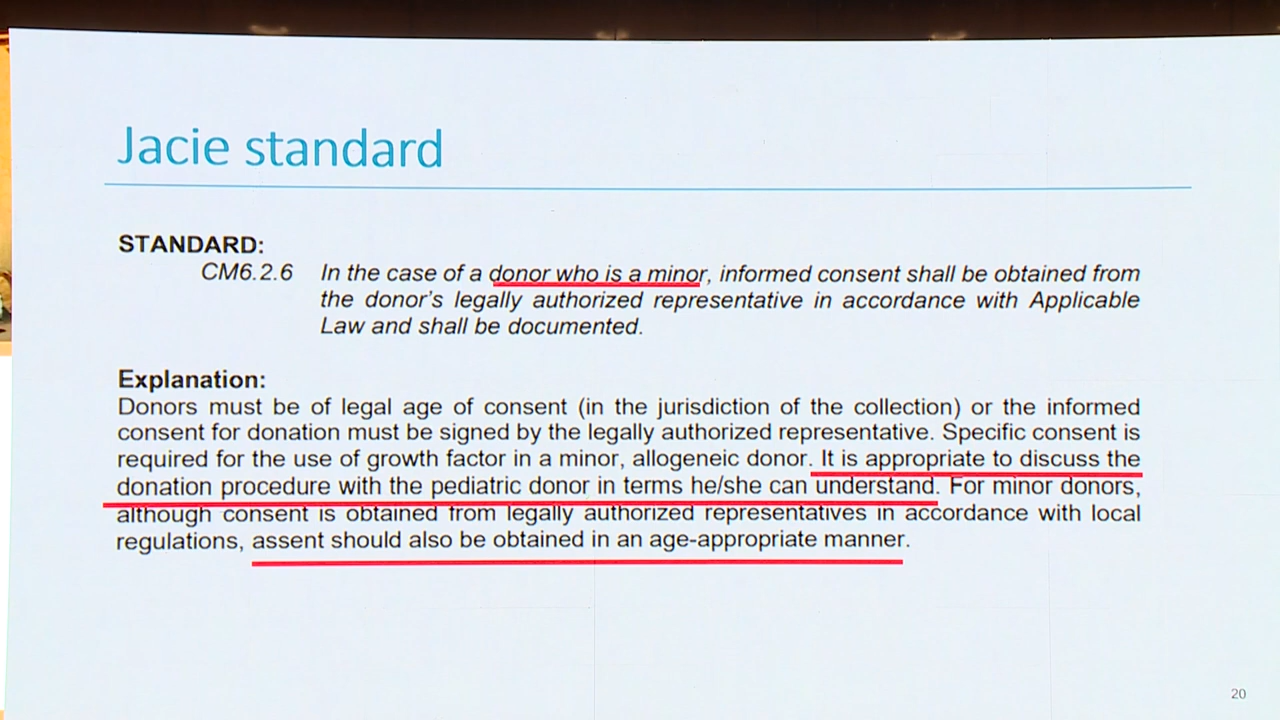 Jacie standard
STANDARD:
CM6.2.6 In the case of a donor who is a minor, informed consent shall be obtained from
the donor's legally authorized representative in accordance with Applicable
Law and shall be documented.
Explanation:
Donors must be of legal age of consent (in the jurisdiction of the collection) or the informed
consent for donation must be signed by the legally authorized representative. Specific consent is
required for the use of growth factor in a minor, allogeneic donor. It is appropriate to discuss the
donation procedure with the pediatric donor in terms he/she can understand. For minor donors,
although consent is obtained from legally authorized representatives in accordance with local
regulations, assent should also be obtained in an age-appropriate manner.
20